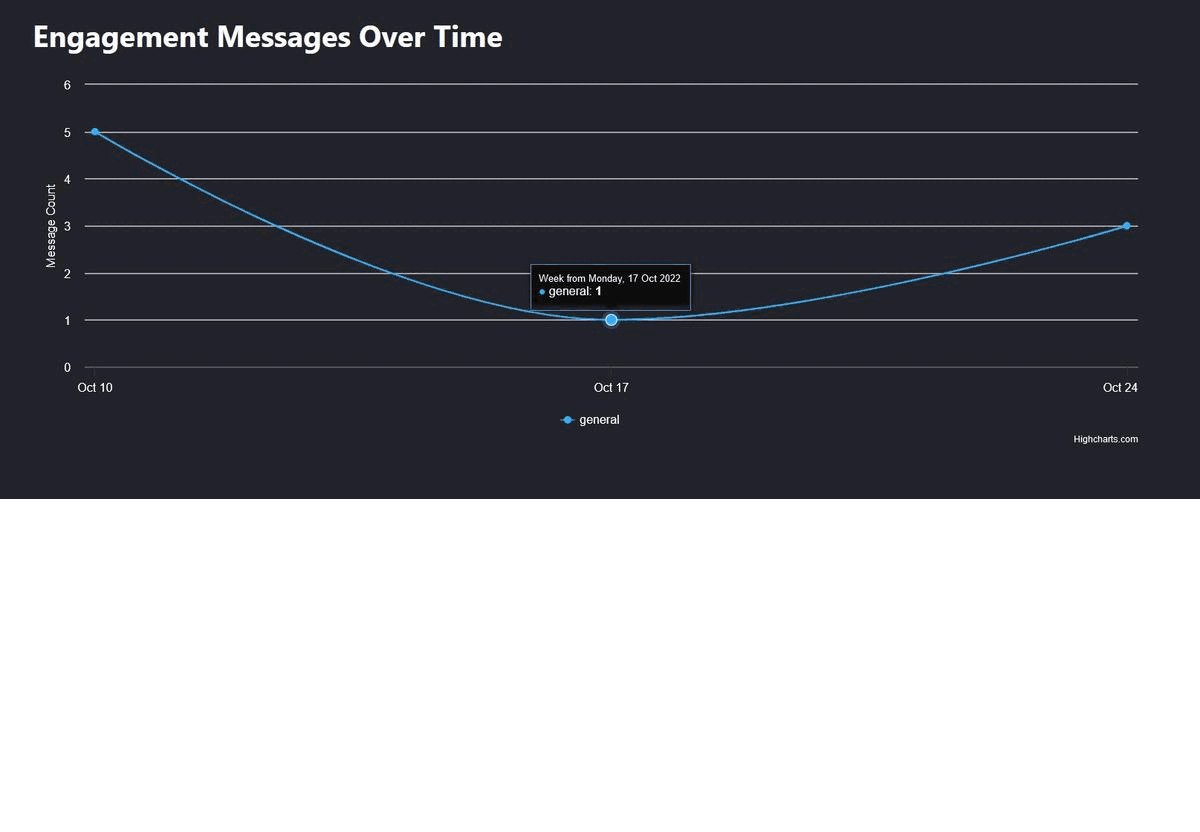 Engagement Messages Over Time
6
5
4
3
2
1
0
Message Count
Week from Monday, 17 Oct 2022
general: 1
Oct 10
Oct 17
Oct 24
general
Highcharts.com